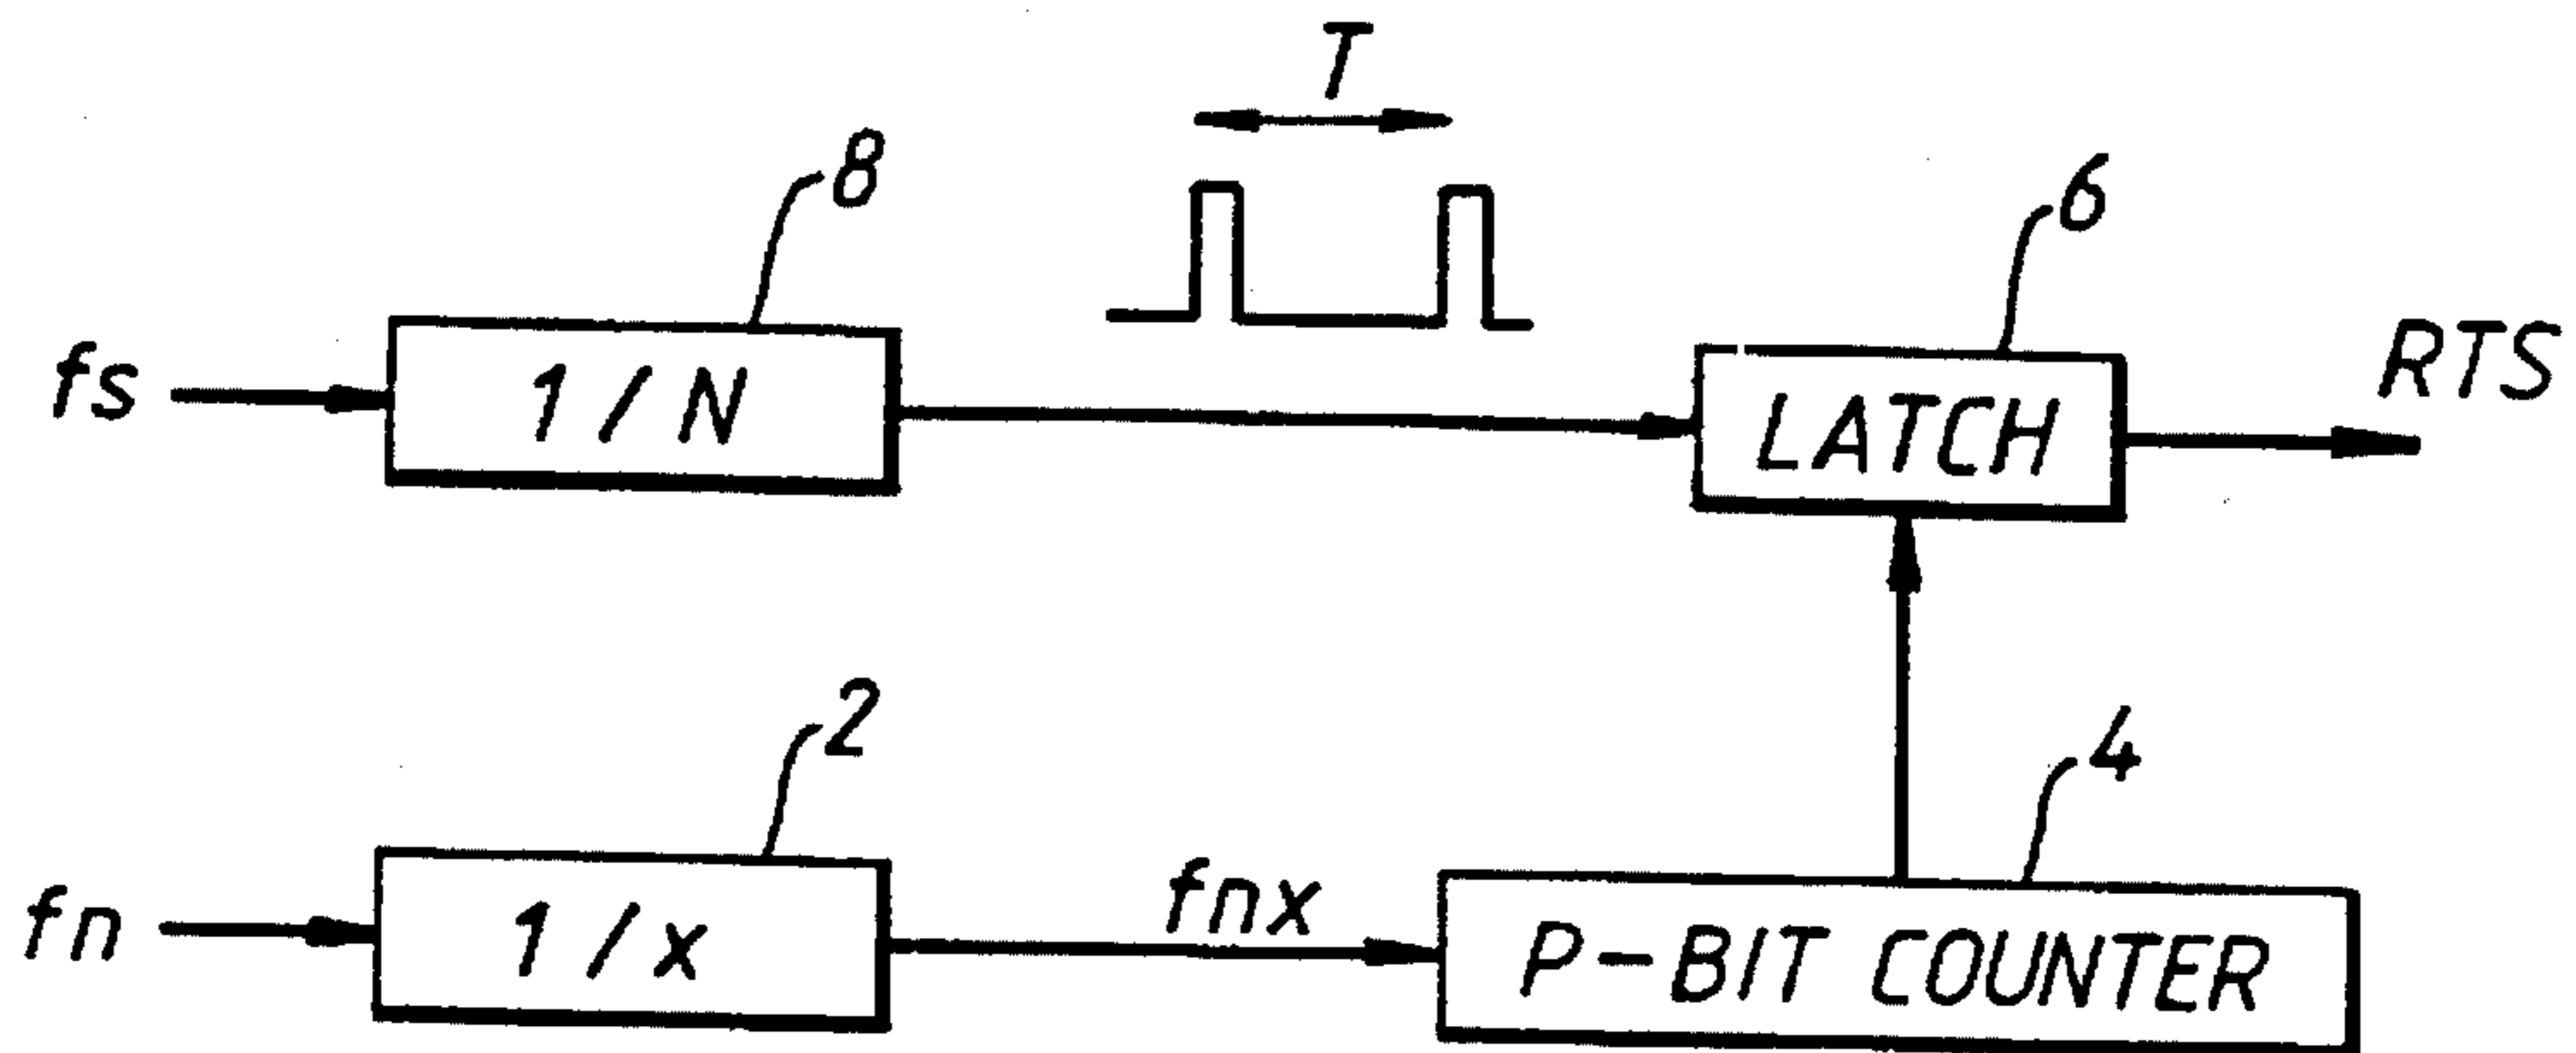 T
8
6
fs
1/N
LATCH
RTS
2
4
fn
1/x
fnx
P-BIT COUNTER